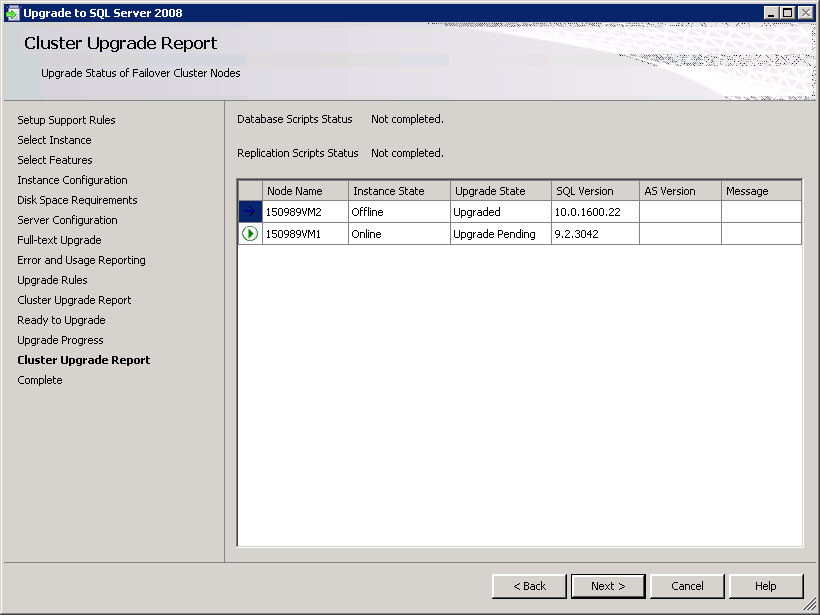 Upgrade to SQL Server 2008
Cluster Upgrade Report
Upgrade Status of Failover Cluster Nodes
Setup Support Rules
Select Instance
Select Features
Instance Configuration
Disk Space Requirements
Server Configuration
Full-text Upgrade
Error and Usage Reporting
Upgrade Rules
Cluster Upgrade Report
Ready to Upgrade
Upgrade Progress
Cluster Upgrade Report
Complete
Database Scripts Status Not completed.
Replication Scripts Status Not completed.
Node Name Instance State Upgrade State SQL Version AS Version Message
150989VM2 Offline Upgraded 10.0.1600.22
150989VM1 Online Upgrade Pending 9.2.3042
< Back Next > Cancel Help